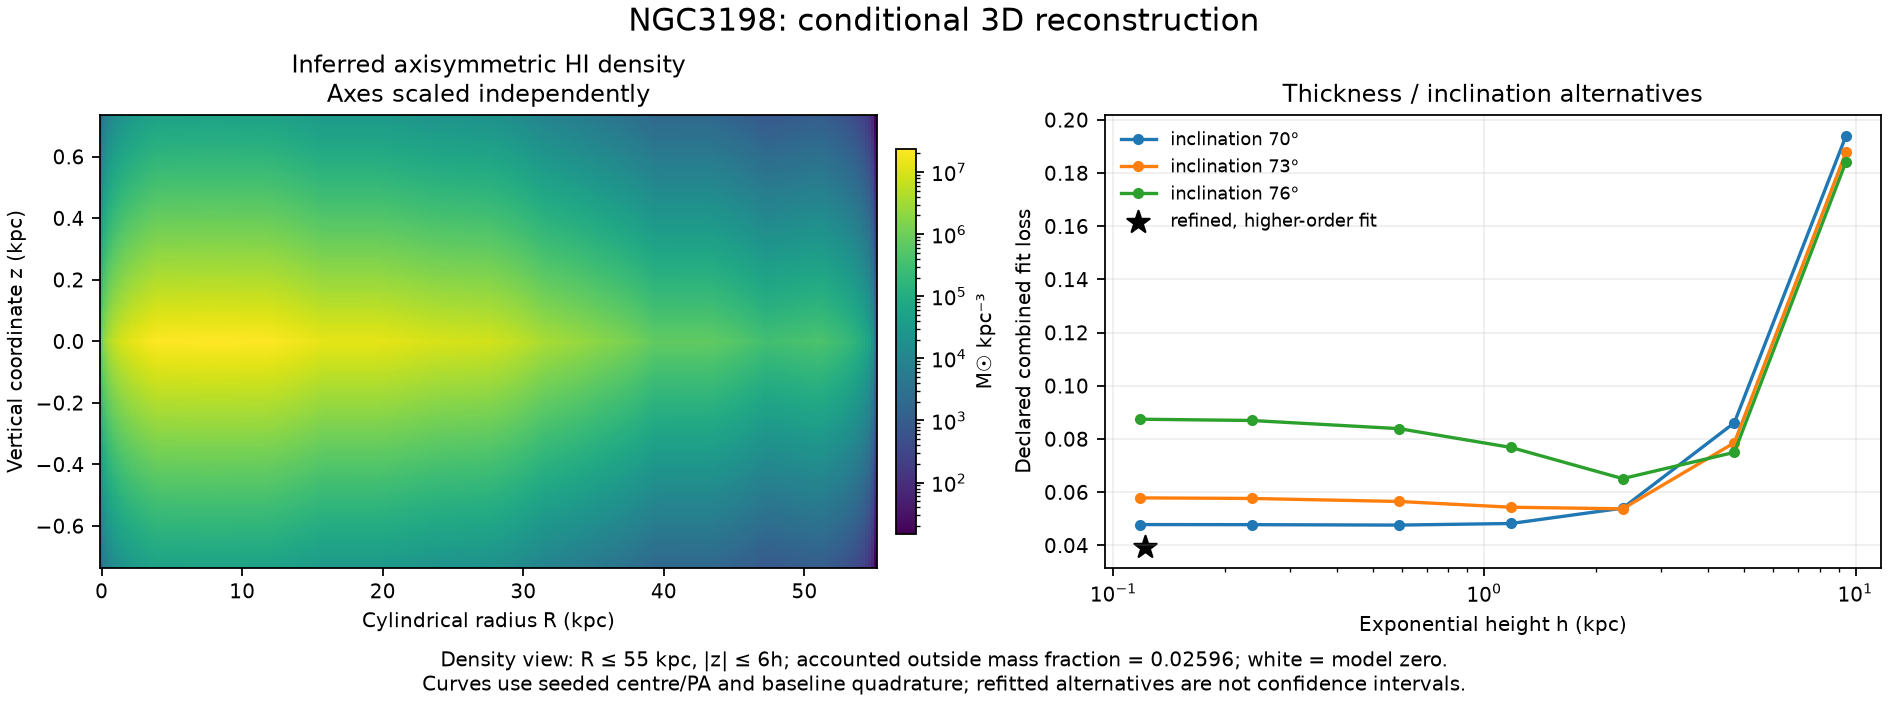 NGC3198: conditional 3D reconstruction
Inferred axisymmetric HI density
Axes scaled independently
Vertical coordinate z (kpc)
0.6
0.4
0.2
0.0
−0.2
−0.4
−0.6
0
10
20
30
40
50
Cylindrical radius R (kpc)
10⁷
10⁶
10⁵
10⁴
10³
10²
M☉ kpc⁻³
Thickness / inclination alternatives
Declared combined fit loss
0.20
0.18
0.16
0.14
0.12
0.10
0.08
0.06
0.04
inclination 70°
inclination 73°
inclination 76°
refined, higher-order fit
10⁻¹
10⁰
10¹
Exponential height h (kpc)
Density view: R ≤ 55 kpc, |z| ≤ 6h; accounted outside mass fraction = 0.02596; white = model zero.
Curves use seeded centre/PA and baseline quadrature; refitted alternatives are not confidence intervals.